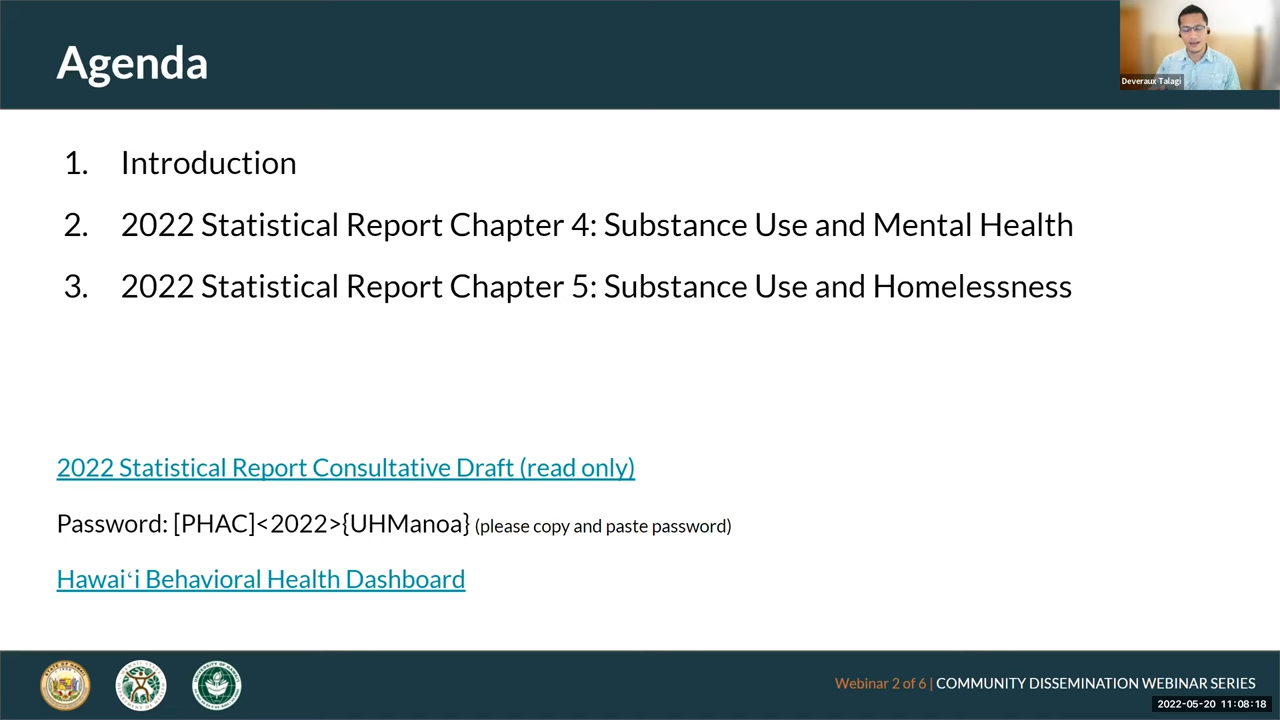 Agenda
Deveraux Talagi
1. Introduction
2. 2022 Statistical Report Chapter 4: Substance Use and Mental Health
3. 2022 Statistical Report Chapter 5: Substance Use and Homelessness
2022 Statistical Report Consultative Draft (read only)
Password: [PHAC]<2022>{UHManoa} (please copy and paste password)
Hawaiʻi Behavioral Health Dashboard
Webinar 2 of 6 | COMMUNITY DISSEMINATION WEBINAR SERIES
2022-05-20 11:08:18